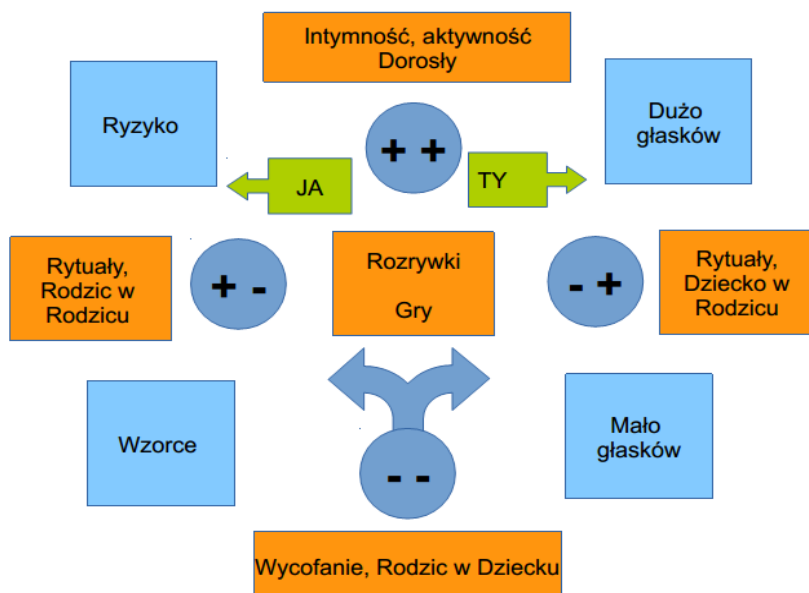 Intymność, aktywność
Dorosły
Ryzyko
Dużo
głasków
+ +
JA
TY
Rytuały,
Rodzic w
Rodzicu
+ -
Rozrywki
Gry
- +
Rytuały,
Dziecko w
Rodzicu
Wzorce
Mało
głasków
- -
Wycofanie, Rodzic w Dziecku